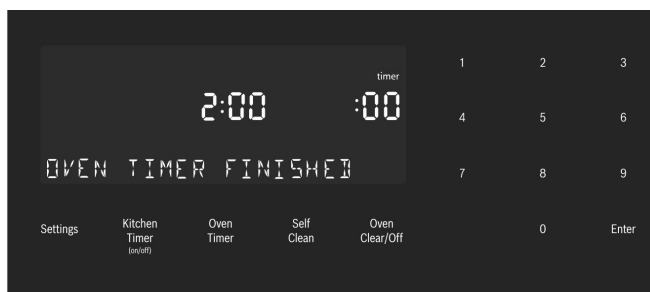 timer
2:00 :00
OVEN TIMER FINISHED
Settings
Kitchen
Timer
(on/off)
Oven
Timer
Self
Clean
Oven
Clear/Off
1 2 3
4 5 6
7 8 9
0 Enter